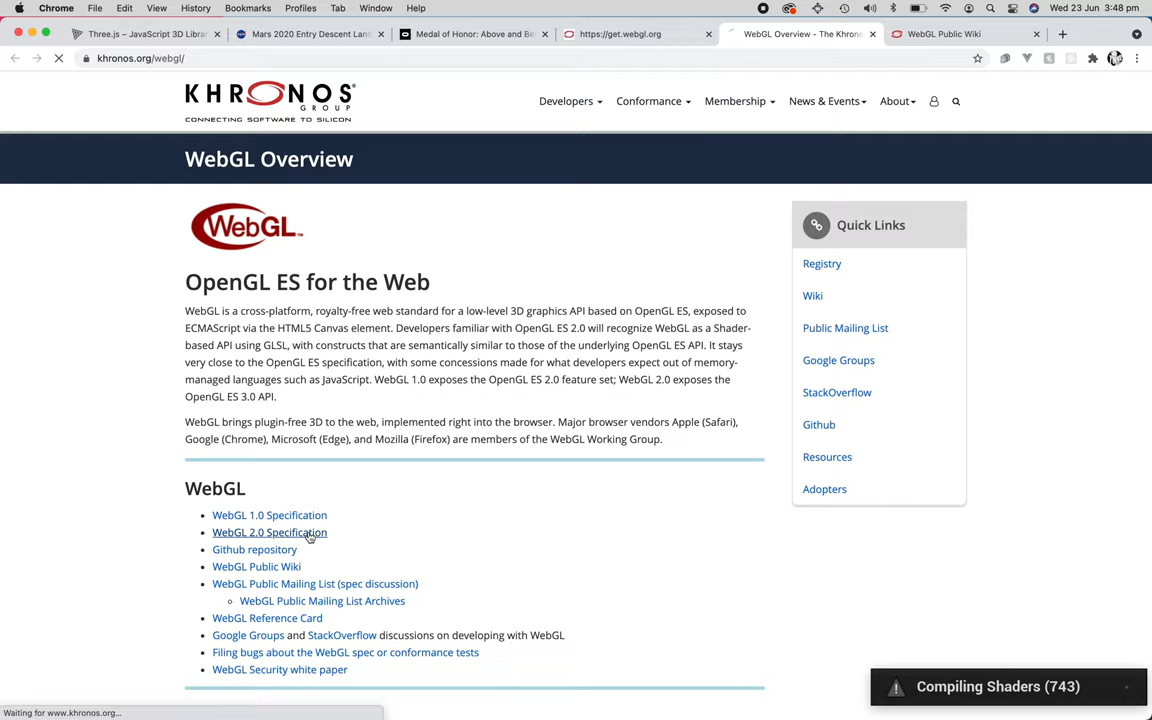 Chrome File Edit View History Bookmarks Profiles Tab Window Help Wed 23 Jun 3:48 pm
Three.js – JavaScript 3D Libra Mars 2020 Entry Descent Land Medal of Honor: Above and Be https://get.webgl.org WebGL Overview - The Khrono WebGL Public Wiki
khronos.org/webgl/
KHRONOS
GROUP
CONNECTING SOFTWARE TO SILICON
Developers Conformance Membership News & Events About
WebGL Overview
WebGL™
Quick Links
Registry
Wiki
Public Mailing List
Google Groups
StackOverflow
Github
Resources
Adopters
OpenGL ES for the Web
WebGL is a cross-platform, royalty-free web standard for a low-level 3D graphics API based on OpenGL ES, exposed to
ECMAScript via the HTML5 Canvas element. Developers familiar with OpenGL ES 2.0 will recognize WebGL as a Shader-
based API using GLSL, with constructs that are semantically similar to those of the underlying OpenGL ES API. It stays
very close to the OpenGL ES specification, with some concessions made for what developers expect out of memory-
managed languages such as JavaScript. WebGL 1.0 exposes the OpenGL ES 2.0 feature set; WebGL 2.0 exposes the
OpenGL ES 3.0 API.
WebGL brings plugin-free 3D to the web, implemented right into the browser. Major browser vendors Apple (Safari),
Google (Chrome), Microsoft (Edge), and Mozilla (Firefox) are members of the WebGL Working Group.
WebGL
• WebGL 1.0 Specification
• WebGL 2.0 Specification
• Github repository
• WebGL Public Wiki
• WebGL Public Mailing List (spec discussion)
◦ WebGL Public Mailing List Archives
• WebGL Reference Card
• Google Groups and StackOverflow discussions on developing with WebGL
• Filing bugs about the WebGL spec or conformance tests
• WebGL Security white paper
Compiling Shaders (743)
Waiting for www.khronos.org...